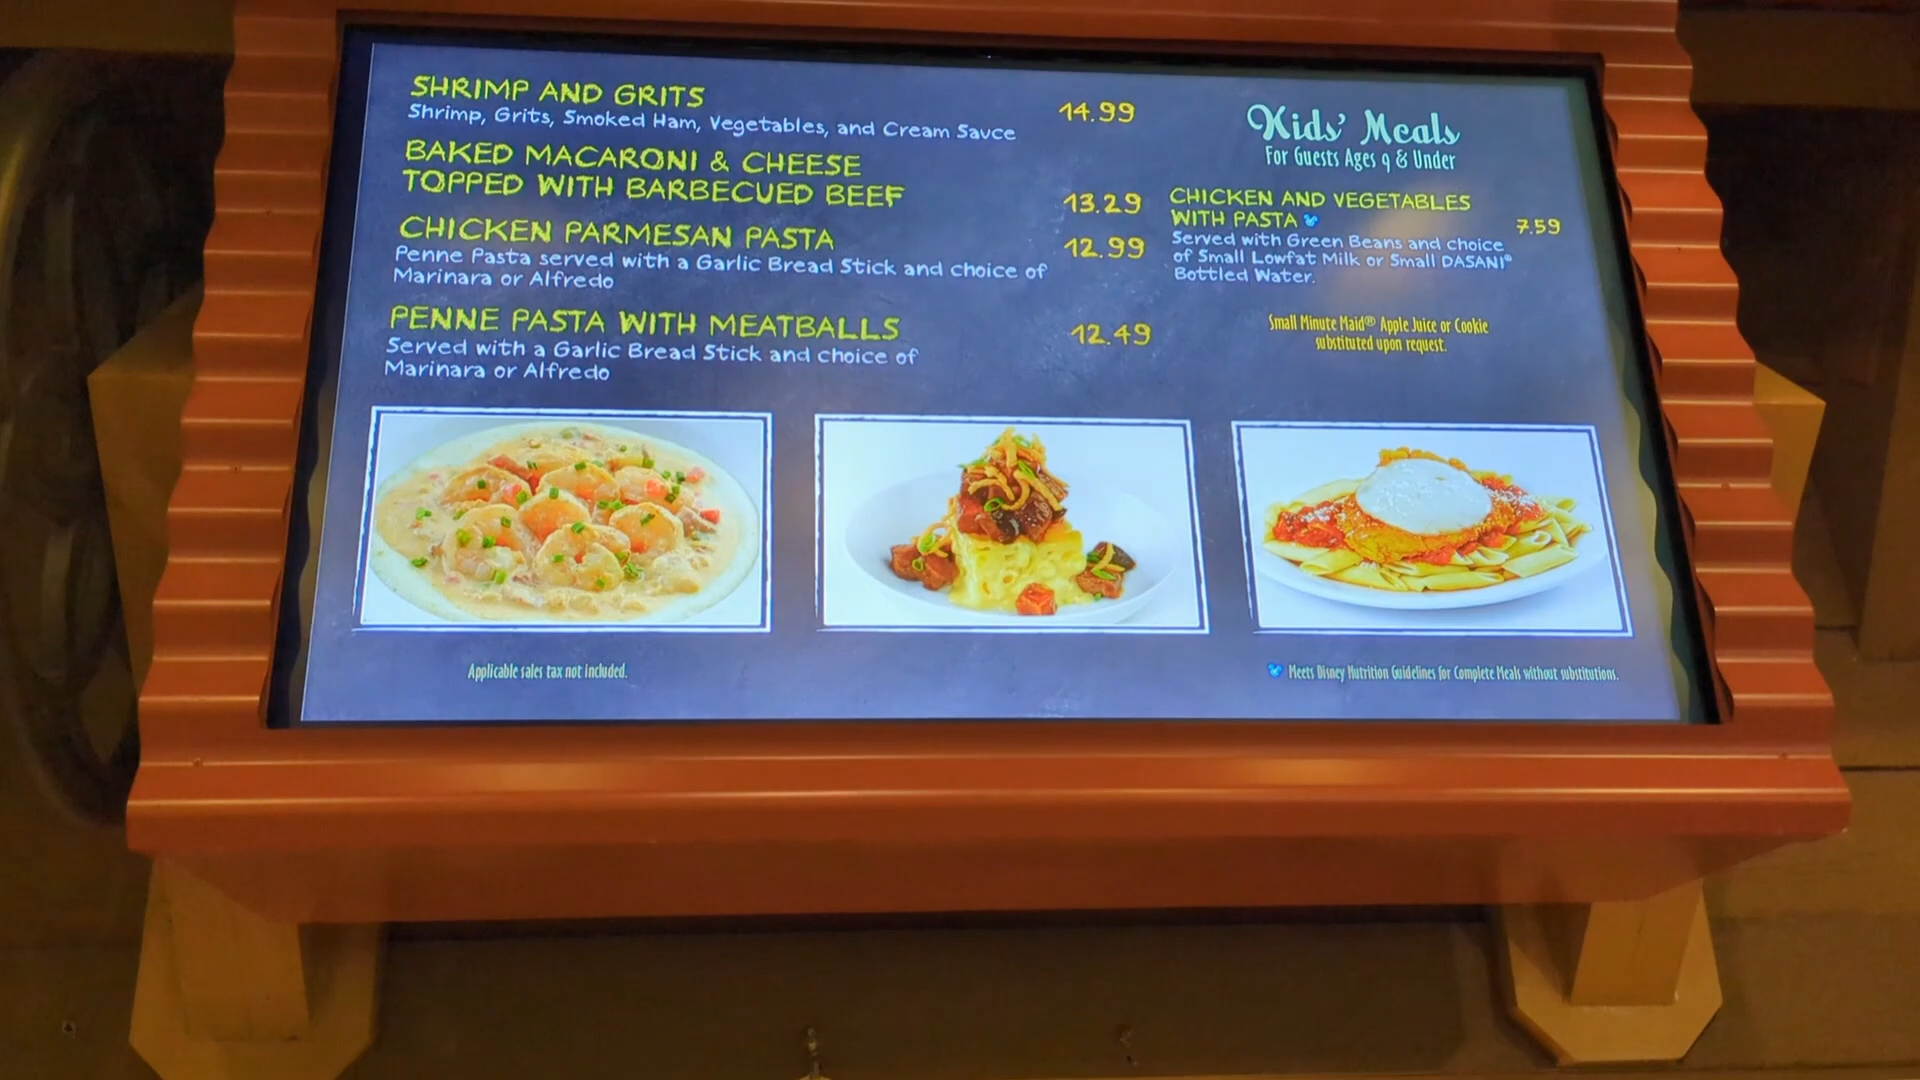 SHRIMP AND GRITS
14.99
Shrimp, Grits, Smoked Ham, Vegetables, and Cream Sauce
BAKED MACARONI & CHEESE
TOPPED WITH BARBECUED BEEF
13.29
CHICKEN PARMESAN PASTA
12.99
Penne Pasta served with a Garlic Bread Stick and choice of
Marinara or Alfredo
PENNE PASTA WITH MEATBALLS
12.49
Served with a Garlic Bread Stick and choice of
Marinara or Alfredo
Kids' Meals
For Guests Ages 9 & Under
CHICKEN AND VEGETABLES
WITH PASTA
7.59
Served with Green Beans and choice
of Small Lowfat Milk or Small DASANI®
Bottled Water.
Small Minute Maid® Apple Juice or Cookie
substituted upon request.
Applicable sales tax not included.
Meets Disney Nutrition Guidelines for Complete Meals without substitutions.